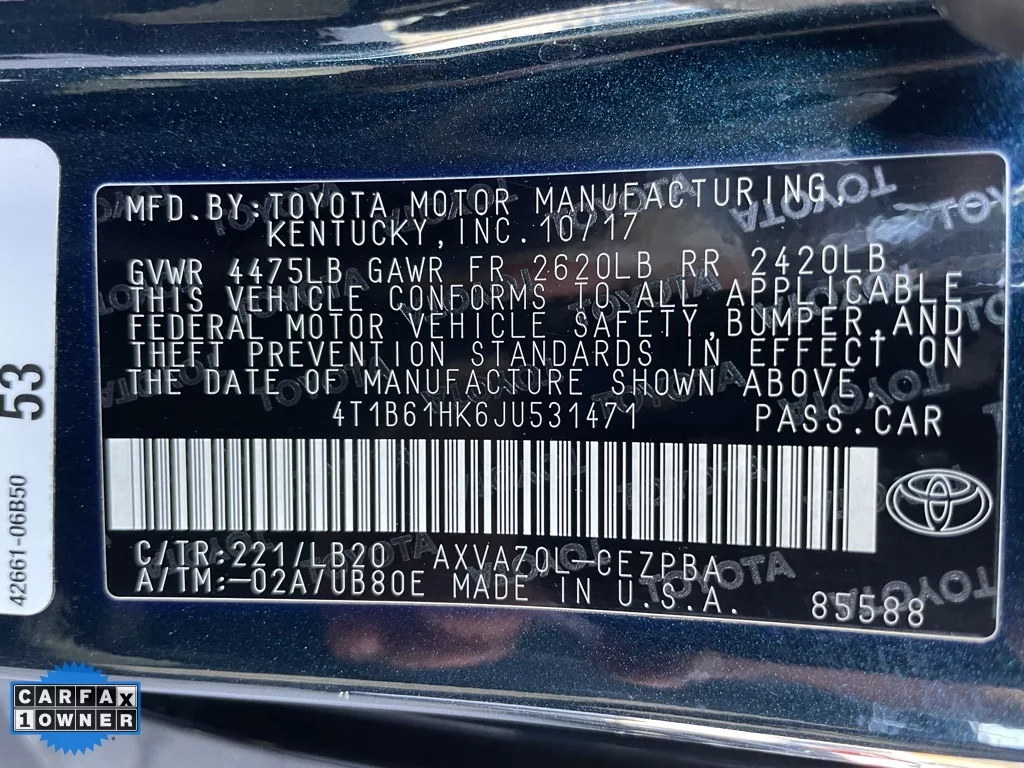 MFD.BY:TOYOTA MOTOR MANUFACTURING,
KENTUCKY,INC. 10/17
GVWR 4475LB GAWR FR 2620LB RR 2420LB
THIS VEHICLE CONFORMS TO ALL APPLICABLE
FEDERAL MOTOR VEHICLE SAFETY,BUMPER,AND
THEFT PREVENTION STANDARDS IN EFFECT ON
THE DATE OF MANUFACTURE SHOWN ABOVE.
4T1B61HK6JU531471 PASS.CAR
C/TR:221/LB20 AXVA70L-CEZPBA
A/TM:-02A/UB80E MADE IN U.S.A. 85588
53
42661-06B50
CARFAX
1 OWNER